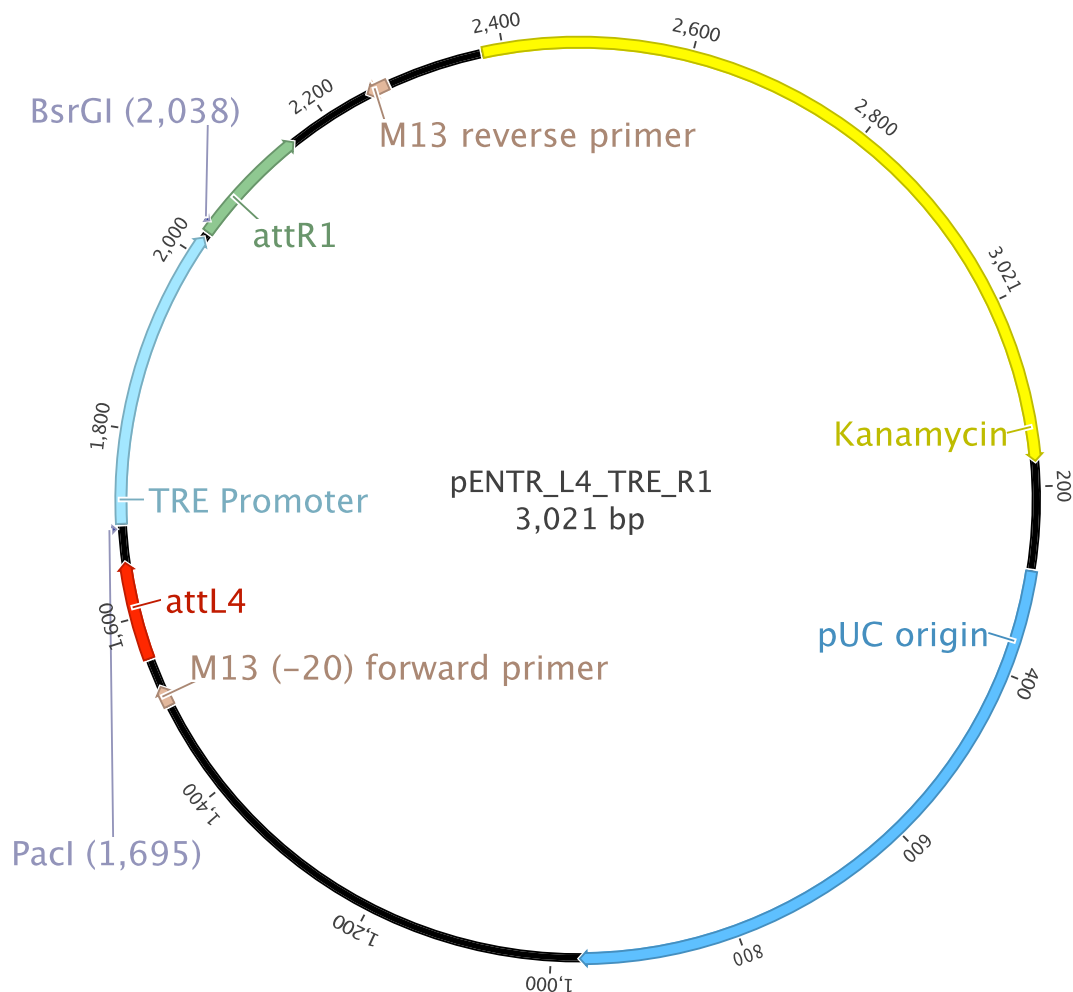 2,400
2,600
2,200
BsrGI (2,038)
M13 reverse primer
2,800
attR1
2,000
3,021
1,800
Kanamycin
pENTR_L4_TRE_R1
3,021 bp
200
TRE Promoter
attL4
1,600
pUC origin
M13 (-20) forward primer
400
1,400
PacI (1,695)
600
1,200
800
1,000